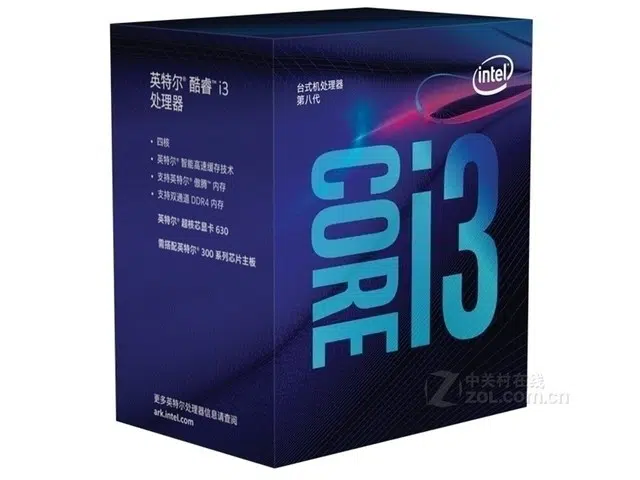 英特尔® 酷睿™ i3
处理器
• 四核
• 英特尔® 智能高速缓存技术
• 支持英特尔® 傲腾™ 内存
• 支持双通道 DDR4 内存
英特尔® 超核芯显卡 630
需搭配英特尔® 300 系列芯片主板
更多英特尔处理器信息请查阅
ark.intel.com
intel
台式机处理器
第八代
CORE
i3
Z 中关村在线
ZOL.COM.CN